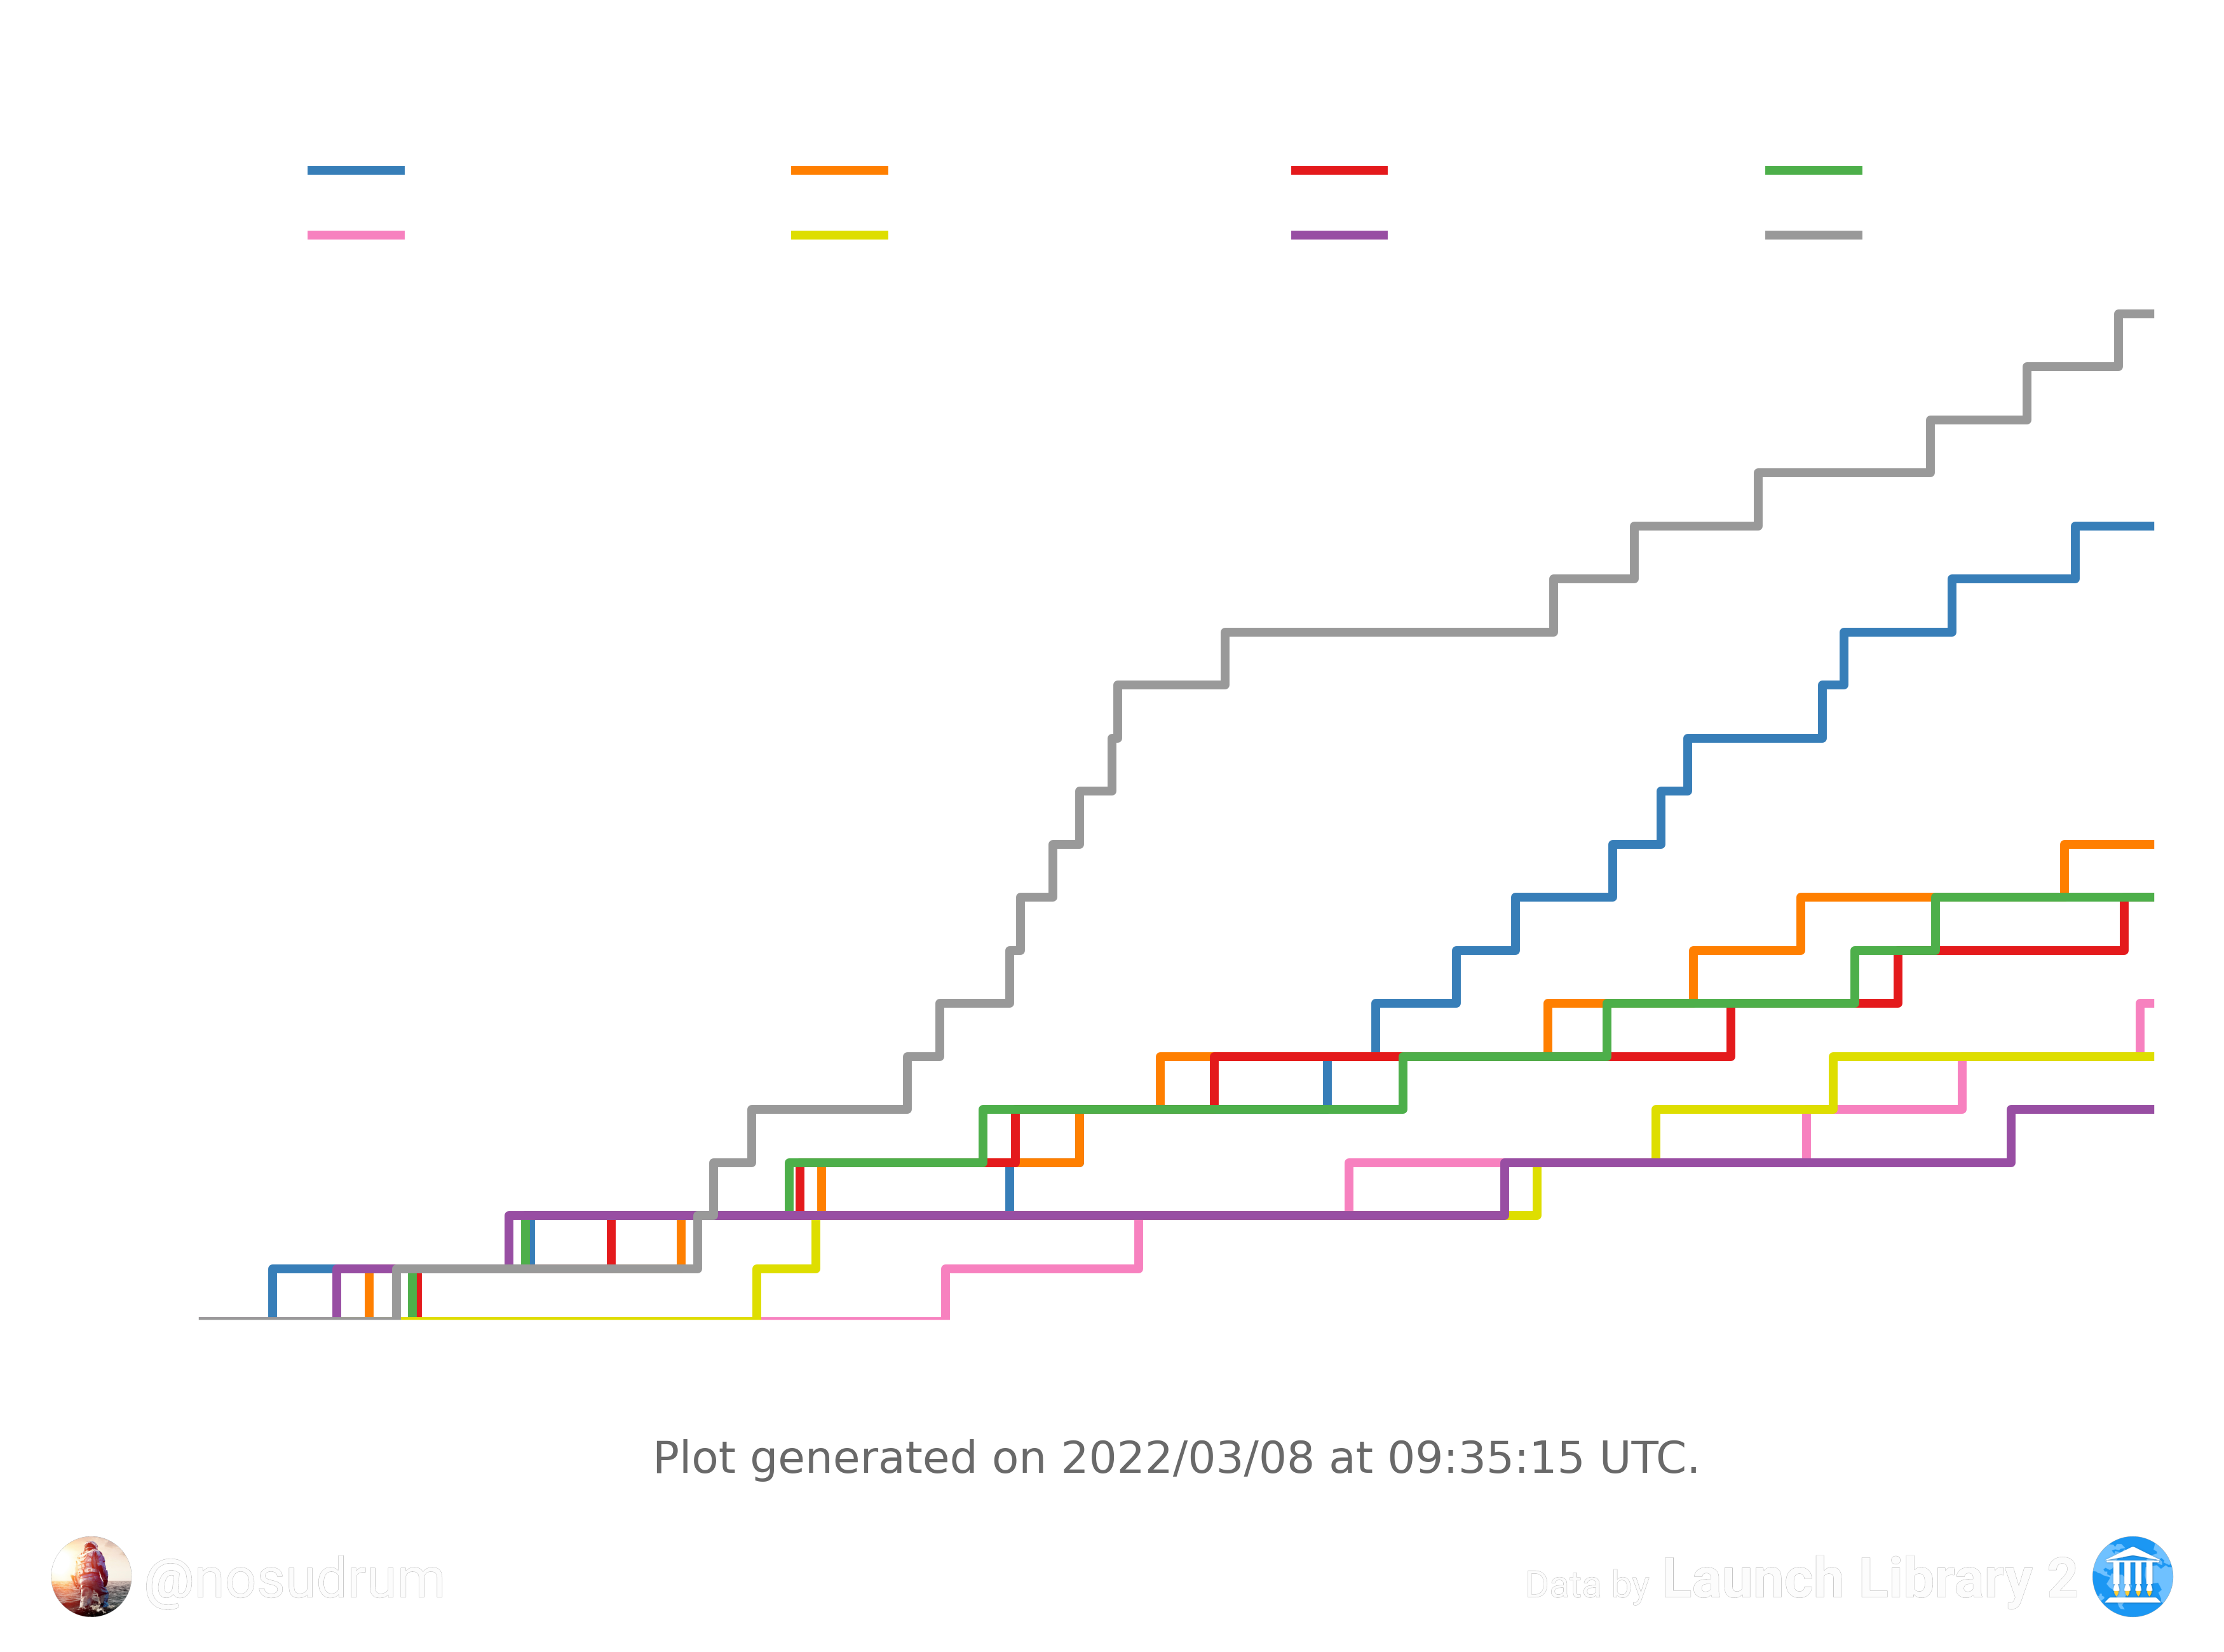 Plot generated on 2022/03/08 at 09:35:15 UTC.
@nosudrum
Data by Launch Library 2